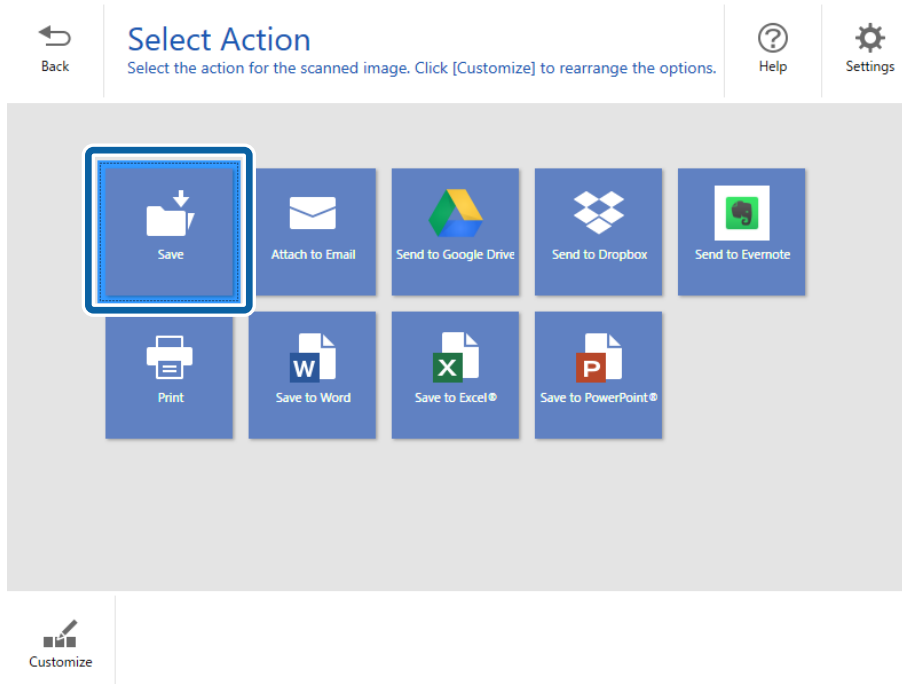 Back
Select Action
Select the action for the scanned image. Click [Customize] to rearrange the options.
Help
Settings
Save
Attach to Email
Send to Google Drive
Send to Dropbox
Send to Evernote
Print
W
Save to Word
X
Save to Excel®
P
Save to PowerPoint®
Customize